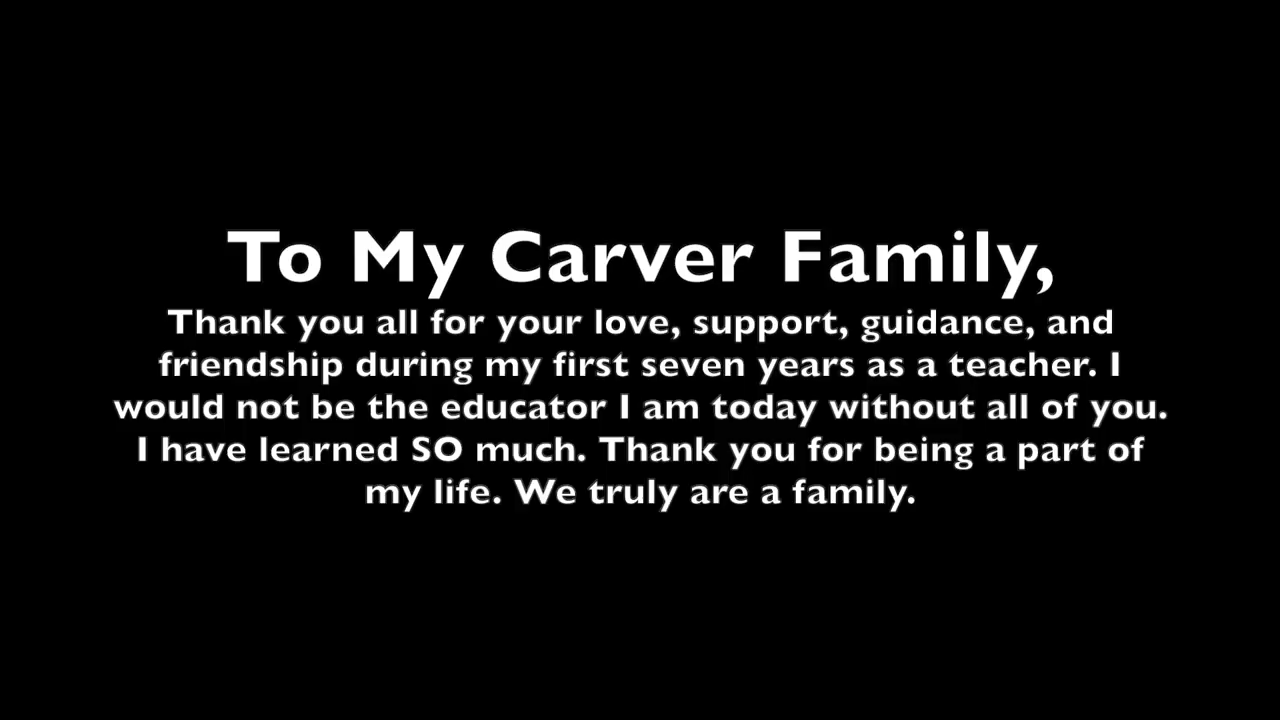 To My Carver Family,
Thank you all for your love, support, guidance, and
friendship during my first seven years as a teacher. I
would not be the educator I am today without all of you.
I have learned SO much. Thank you for being a part of
my life. We truly are a family.